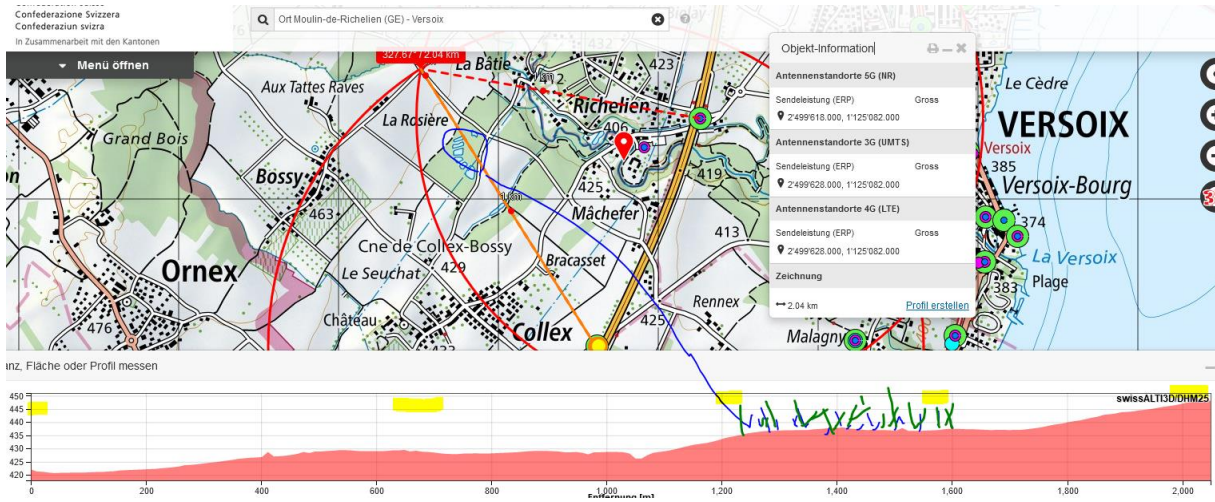 Confederazione Svizzera
Confederaziun svizra
In Zusammenarbeit mit den Kantonen
Ort Moulin-de-Richelien (GE) - Versoix
Menü öffnen
327.67° / 2.04 km
La Bâtie
423
Aux Tattes Raves
1km
2
Richelien
406
La Rosière
Grand Bois
Bossy
463
425
419
1km
Mâchefer
Cne de Collex-Bossy
413
Ornex
Le Seuchat
429
Bracasset
476
Château
Collex
425
Rennex
433
Objekt-Information
Antennenstandorte 5G (NR)
Sendeleistung (ERP) Gross
2'499'618.000, 1'125'082.000
Antennenstandorte 3G (UMTS)
Sendeleistung (ERP) Gross
2'499'628.000, 1'125'082.000
Antennenstandorte 4G (LTE)
Sendeleistung (ERP) Gross
2'499'628.000, 1'125'082.000
Zeichnung
2.04 km Profil erstellen
Le Cèdre
VERSOIX
Versoix
385
Versoix-Bourg
374
La Versoix
Plage
383
Malagny
anz, Fläche oder Profil messen
swissALTI3D/DHM25
450
445
440
435
430
425
420
0 200 400 600 800 1,000 1,200 1,400 1,600 1,800 2,000
Entfernung [m]